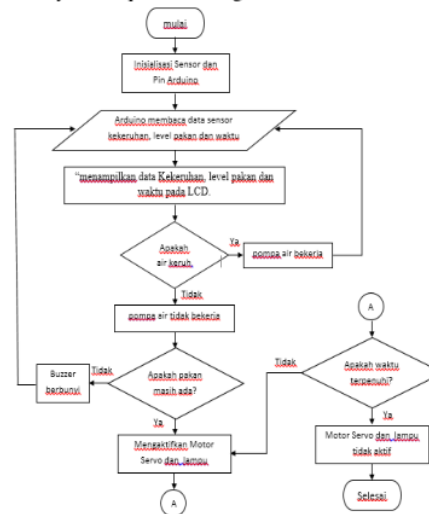 mulai
Inisialisasi Sensor dan
Pin Arduino
Arduino membaca data sensor
kekeruhan, level pakan dan waktu
“menampilkan data Kekeruhan, level pakan dan
waktu pada LCD.
Apakah
air keruh,
Ya
pompa air bekerja
Tidak
pompa air tidak bekerja
Apakah pakan
masih ada?
Tidak
Buzzer
berbunyi
Ya
Mengaktifkan Motor
Servo dan lampu
A
A
Apakah waktu
terpenuhi?
Tidak
Ya
Motor Servo dan lampu
tidak aktif
Selesai